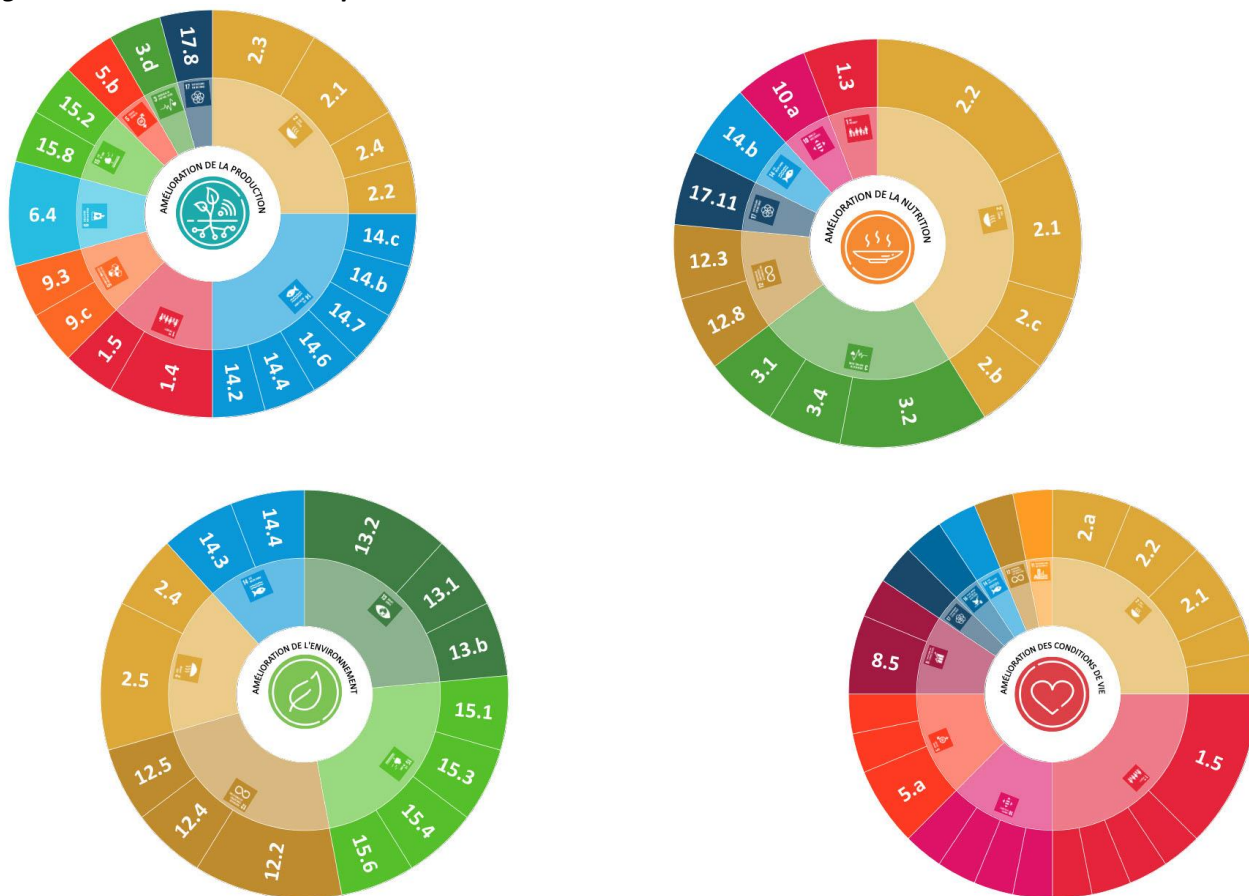 2.3
2.1
2.4
2.2
14.c
14.b
14.7
14.6
14.4
14.2
1.4
1.5
9.c
9.3
6.4
15.8
15.2
5.b
3.d
17.8
AMÉLIORATION DE LA PRODUCTION
2.2
2.1
2.c
2.b
3.2
3.4
3.1
12.8
12.3
17.11
14.b
10.a
1.3
AMÉLIORATION DE LA NUTRITION
13.2
13.1
13.b
15.1
15.3
15.4
15.6
12.2
12.4
12.5
2.5
2.4
14.3
14.4
AMÉLIORATION DE L'ENVIRONNEMENT
2.a
2.2
2.1
1.5
5.a
8.5
AMÉLIORATION DES CONDITIONS DE VIE